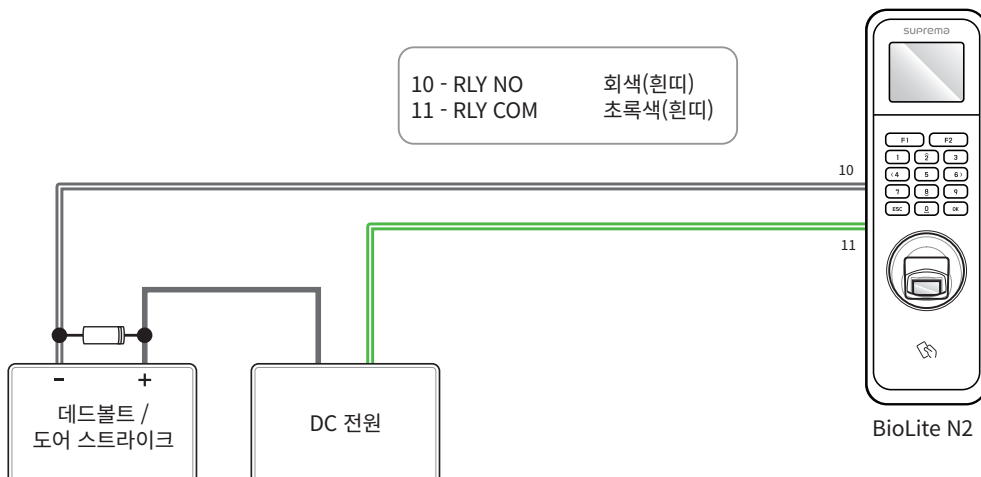 suprema
10 - RLY NO 회색(흰띠)
11 - RLY COM 초록색(흰띠)
F1 F2
1 2 3
‹4 5 6›
7 8 9
ESC 0 OK
10
11
- +
데드볼트 /
도어 스트라이크
DC 전원
BioLite N2